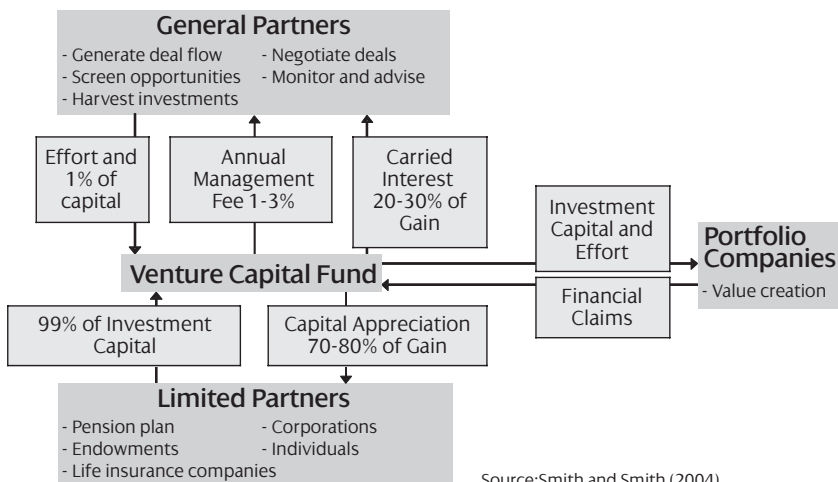 General Partners
- Generate deal flow - Negotiate deals
- Screen opportunities - Monitor and advise
- Harvest investments
Effort and
1% of
capital
Annual
Management
Fee 1-3%
Carried
Interest
20-30% of
Gain
Investment
Capital and
Effort
Portfolio
Companies
- Value creation
Venture Capital Fund
Financial
Claims
99% of Investment
Capital
Capital Appreciation
70-80% of Gain
Limited Partners
- Pension plan - Corporations
- Endowments - Individuals
- Life insurance companies
Source:Smith and Smith (2004)